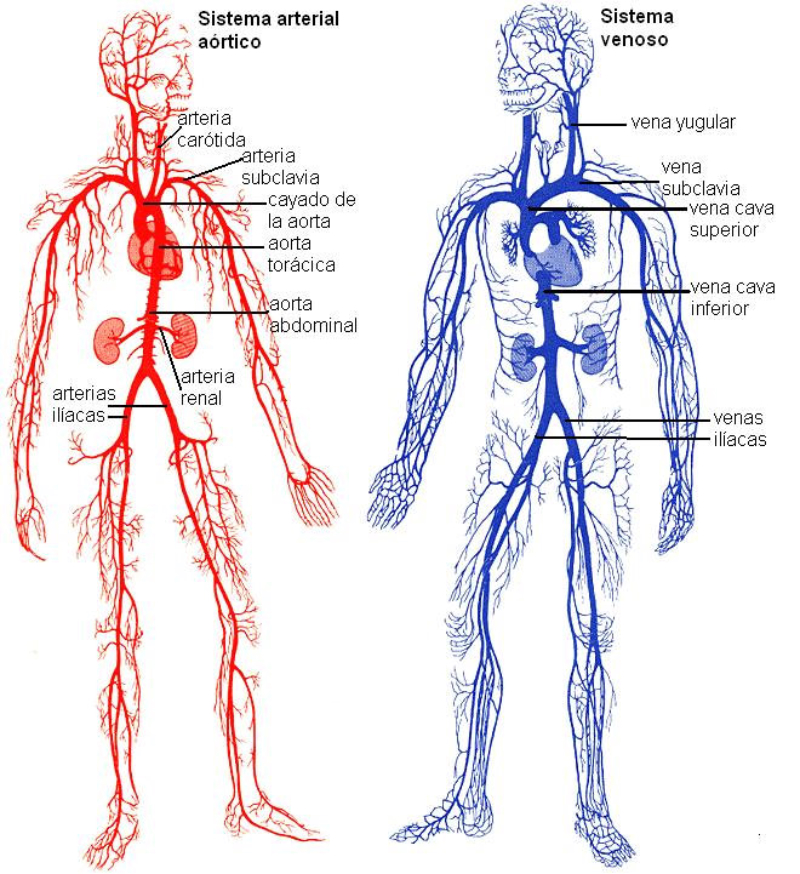 Sistema arterial
aórtico
arteria
carótida
arteria
subclavia
cayado de
la aorta
aorta
torácica
aorta
abdominal
arteria
renal
arterias
ilíacas
Sistema
venoso
vena yugular
vena
subclavia
vena cava
superior
vena cava
inferior
venas
ilíacas